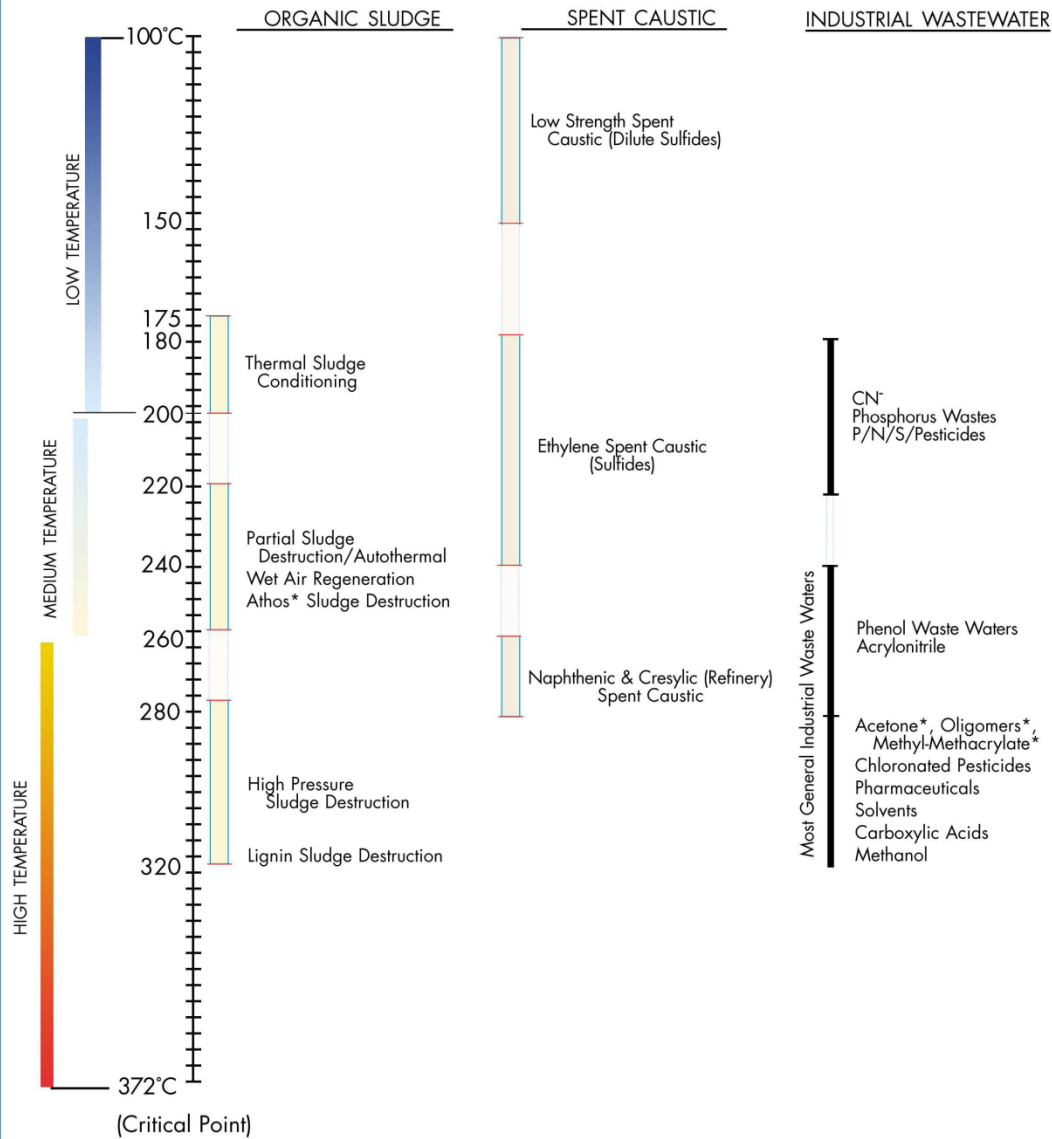 ORGANIC SLUDGE
SPENT CAUSTIC
INDUSTRIAL WASTEWATER
LOW TEMPERATURE
MEDIUM TEMPERATURE
HIGH TEMPERATURE
100°C
150
175
180
200
220
240
260
280
320
372°C
(Critical Point)
Thermal Sludge
Conditioning
Partial Sludge
Destruction/Autothermal
Wet Air Regeneration
Athos* Sludge Destruction
High Pressure
Sludge Destruction
Lignin Sludge Destruction
Low Strength Spent
Caustic (Dilute Sulfides)
Ethylene Spent Caustic
(Sulfides)
Naphthenic & Cresylic (Refinery)
Spent Caustic
Most General Industrial Waste Waters
CN⁻
Phosphorus Wastes
P/N/S/Pesticides
Phenol Waste Waters
Acrylonitrile
Acetone*, Oligomers*,
Methyl-Methacrylate*
Chloronated Pesticides
Pharmaceuticals
Solvents
Carboxylic Acids
Methanol